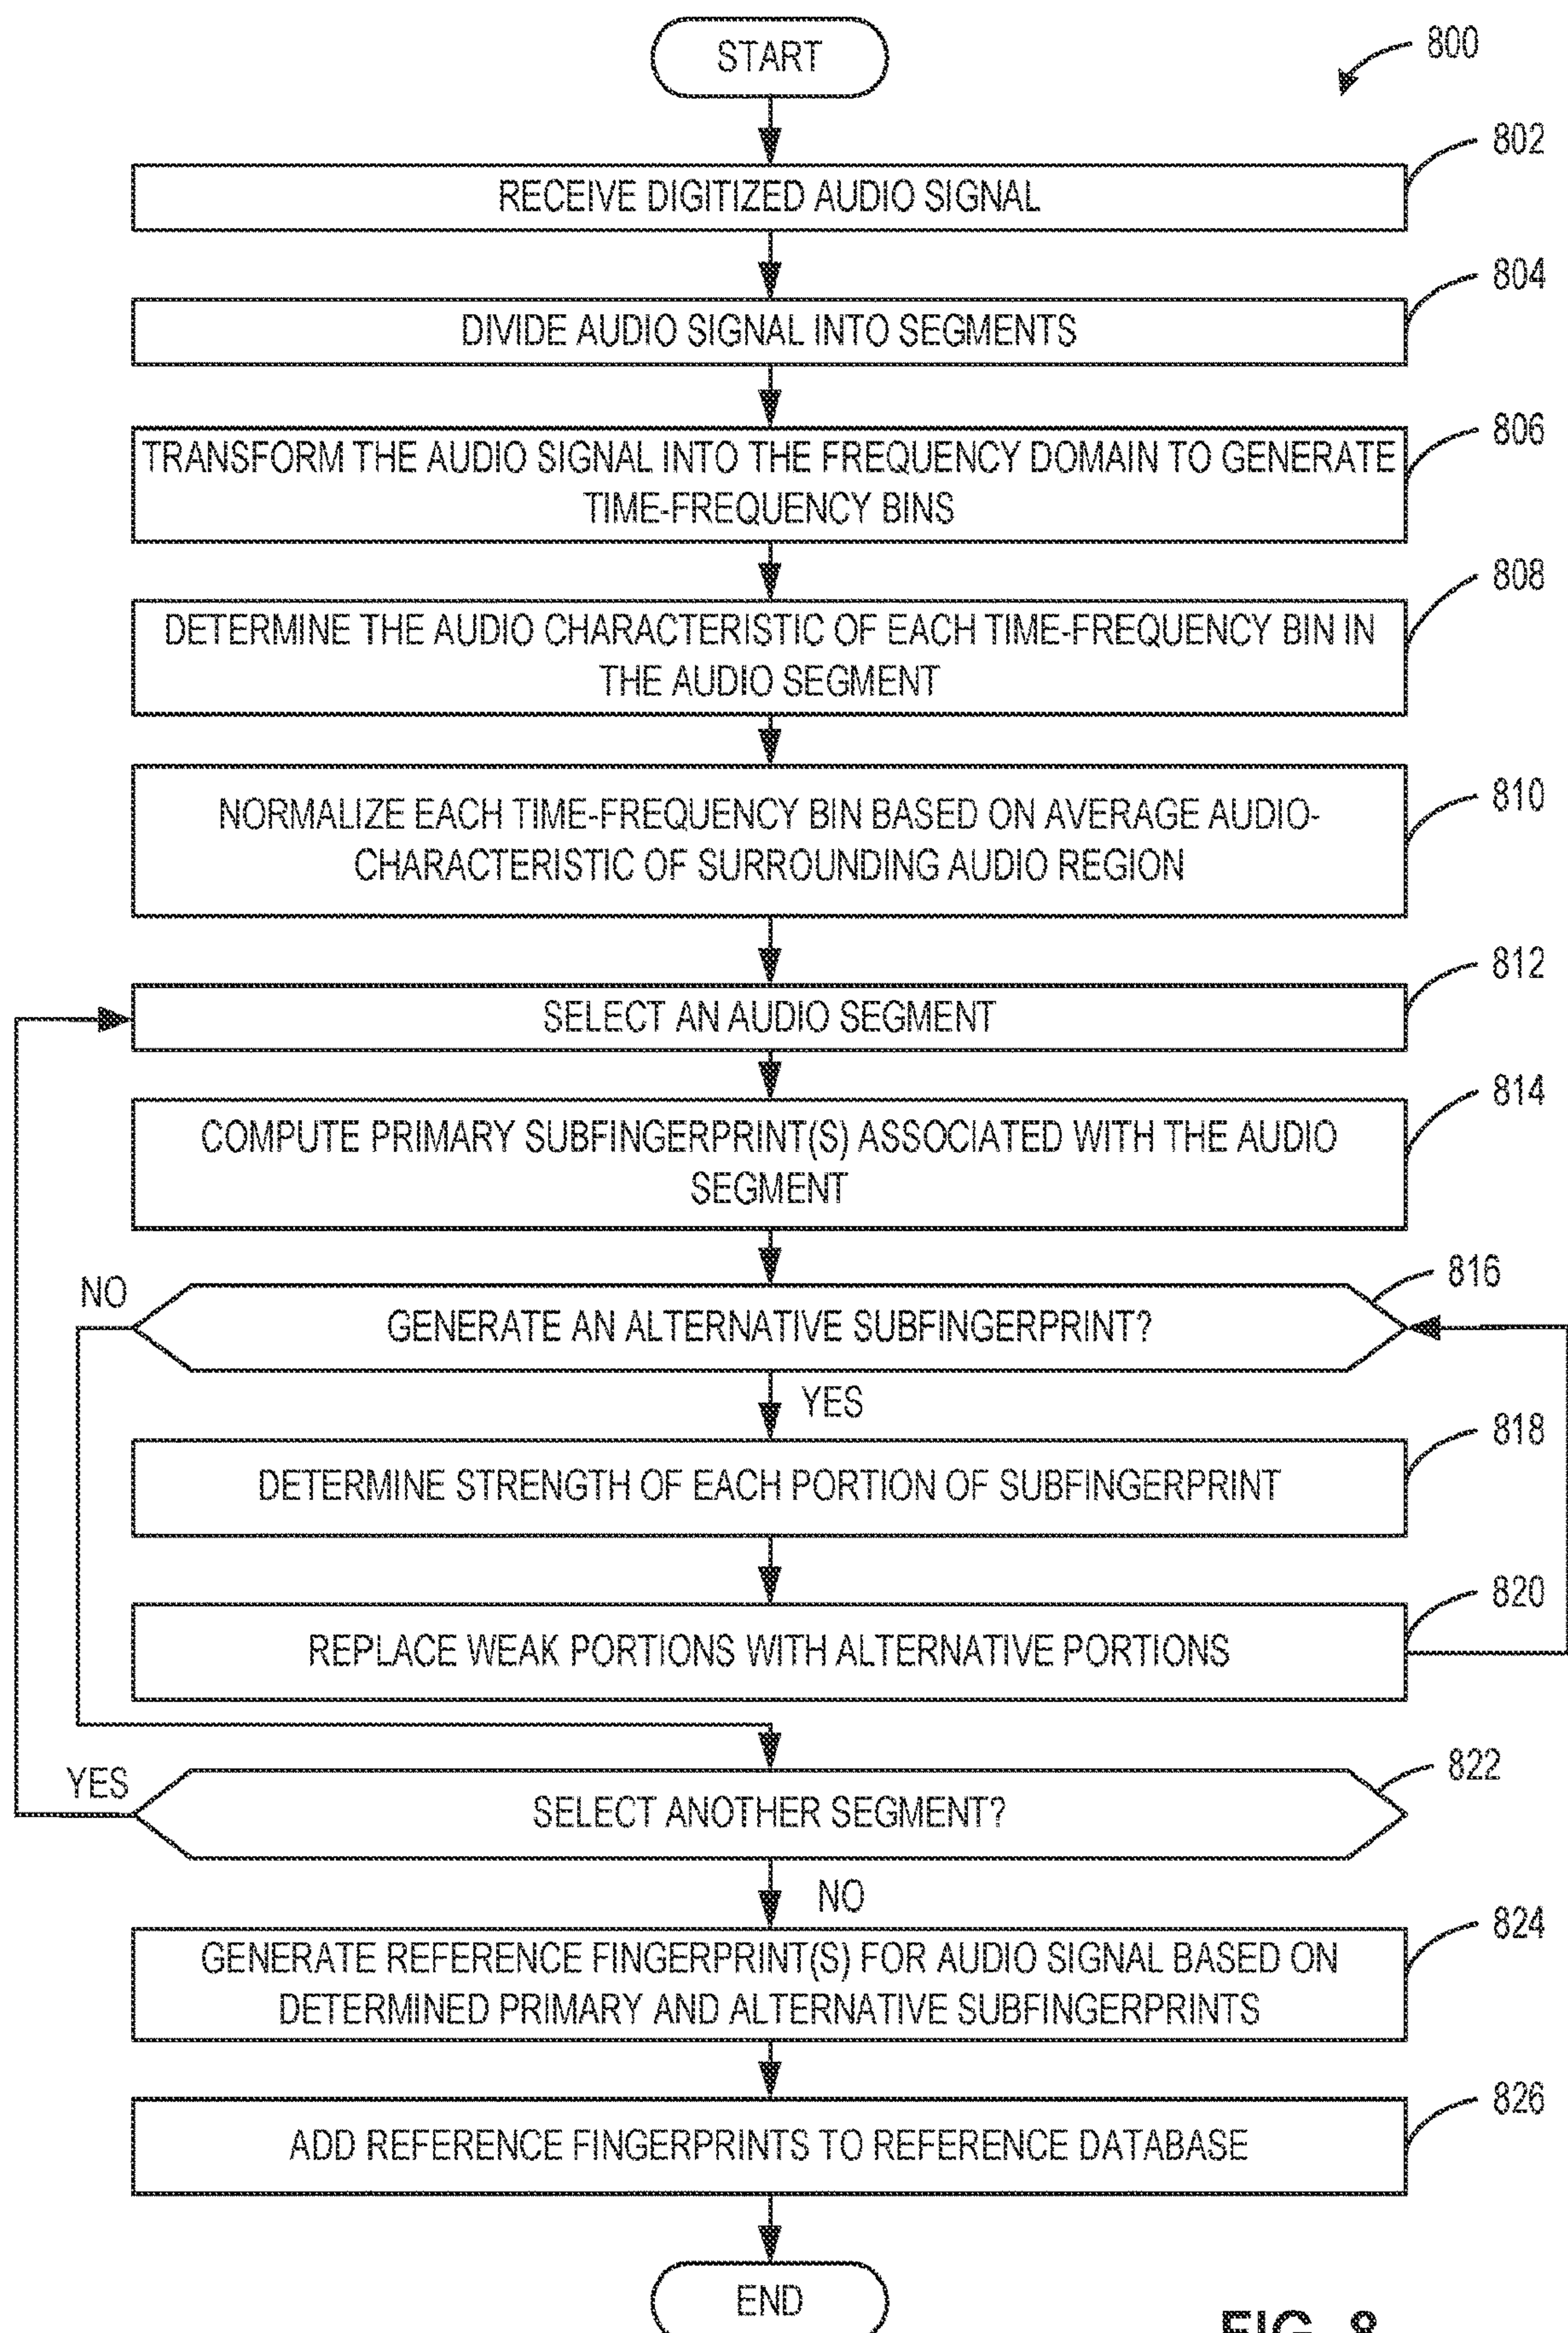 START
800
802
RECEIVE DIGITIZED AUDIO SIGNAL
804
DIVIDE AUDIO SIGNAL INTO SEGMENTS
806
TRANSFORM THE AUDIO SIGNAL INTO THE FREQUENCY DOMAIN TO GENERATE
TIME-FREQUENCY BINS
808
DETERMINE THE AUDIO CHARACTERISTIC OF EACH TIME-FREQUENCY BIN IN
THE AUDIO SEGMENT
810
NORMALIZE EACH TIME-FREQUENCY BIN BASED ON AVERAGE AUDIO-
CHARACTERISTIC OF SURROUNDING AUDIO REGION
812
SELECT AN AUDIO SEGMENT
814
COMPUTE PRIMARY SUBFINGERPRINT(S) ASSOCIATED WITH THE AUDIO
SEGMENT
816
NO
GENERATE AN ALTERNATIVE SUBFINGERPRINT?
YES
818
DETERMINE STRENGTH OF EACH PORTION OF SUBFINGERPRINT
820
REPLACE WEAK PORTIONS WITH ALTERNATIVE PORTIONS
822
YES
SELECT ANOTHER SEGMENT?
NO
824
GENERATE REFERENCE FINGERPRINT(S) FOR AUDIO SIGNAL BASED ON
DETERMINED PRIMARY AND ALTERNATIVE SUBFINGERPRINTS
826
ADD REFERENCE FINGERPRINTS TO REFERENCE DATABASE
END
FIG. 8